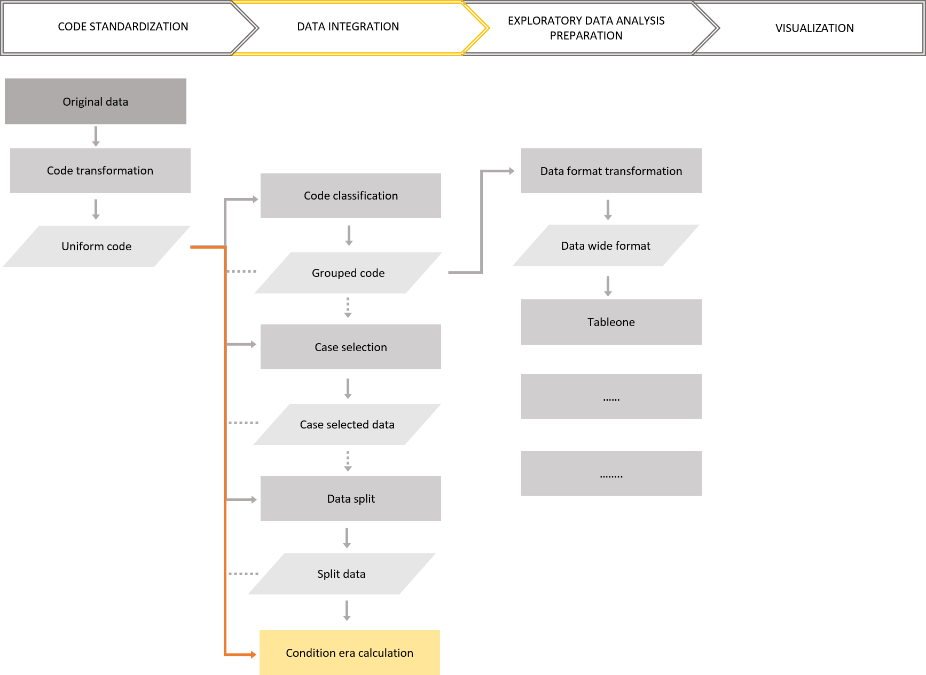 CODE STANDARDIZATION
DATA INTEGRATION
EXPLORATORY DATA ANALYSIS
PREPARATION
VISUALIZATION
Original data
Code transformation
Uniform code
Code classification
Grouped code
Case selection
Case selected data
Data split
Split data
Condition era calculation
Data format transformation
Data wide format
Tableone
......
........